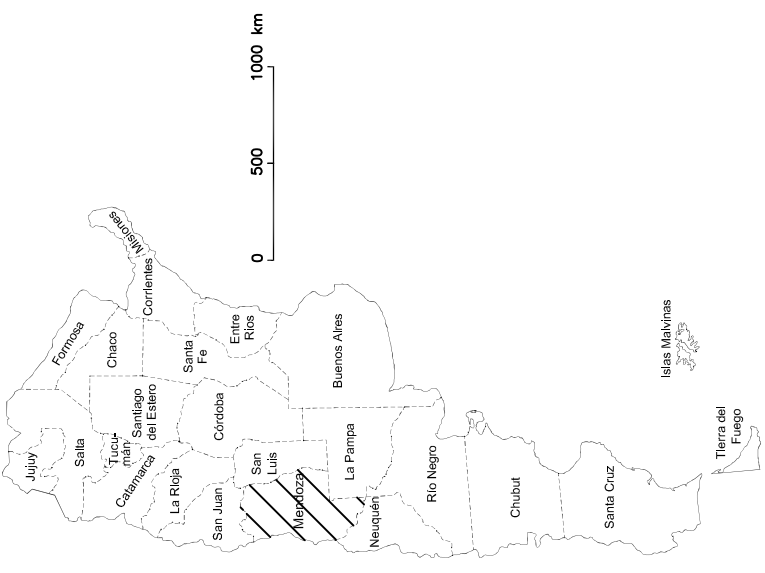 Jujuy
Formosa
Salta
Chaco
Misiones
Tucu-
mán
Catamarca
Santiago
del Estero
Corrientes
La Rioja
Santa
Fe
Córdoba
Entre
Ríos
San Juan
San
Luis
Mendoza
Buenos Aires
La Pampa
Neuquén
Río Negro
Chubut
Santa Cruz
Islas Malvinas
Tierra del
Fuego
0 500 1000 km